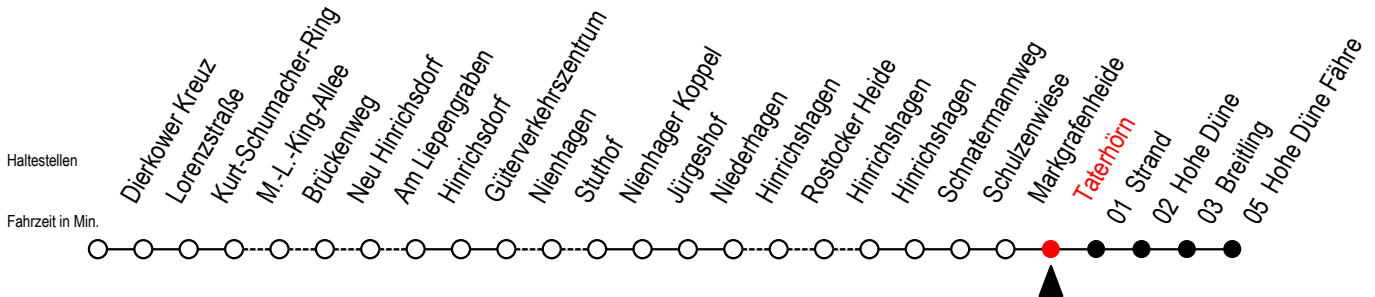 Haltestellen
Fahrzeit in Min.
Dierkower Kreuz
Lorenzstraße
Kurt-Schumacher-Ring
M.-L.-King-Allee
Brückenweg
Neu Hinrichsdorf
Am Liepengraben
Hinrichsdorf
Güterverkehrszentrum
Nienhagen
Stuthof
Nienhager Koppel
Jürgeshof
Niederhagen
Hinrichshagen
Rostocker Heide
Hinrichshagen
Hinrichshagen
Schnatermannweg
Schulzenwiese
Markgrafenheide
Taterhörn
01 Strand
02 Hohe Düne
03 Breitling
05 Hohe Düne Fähre